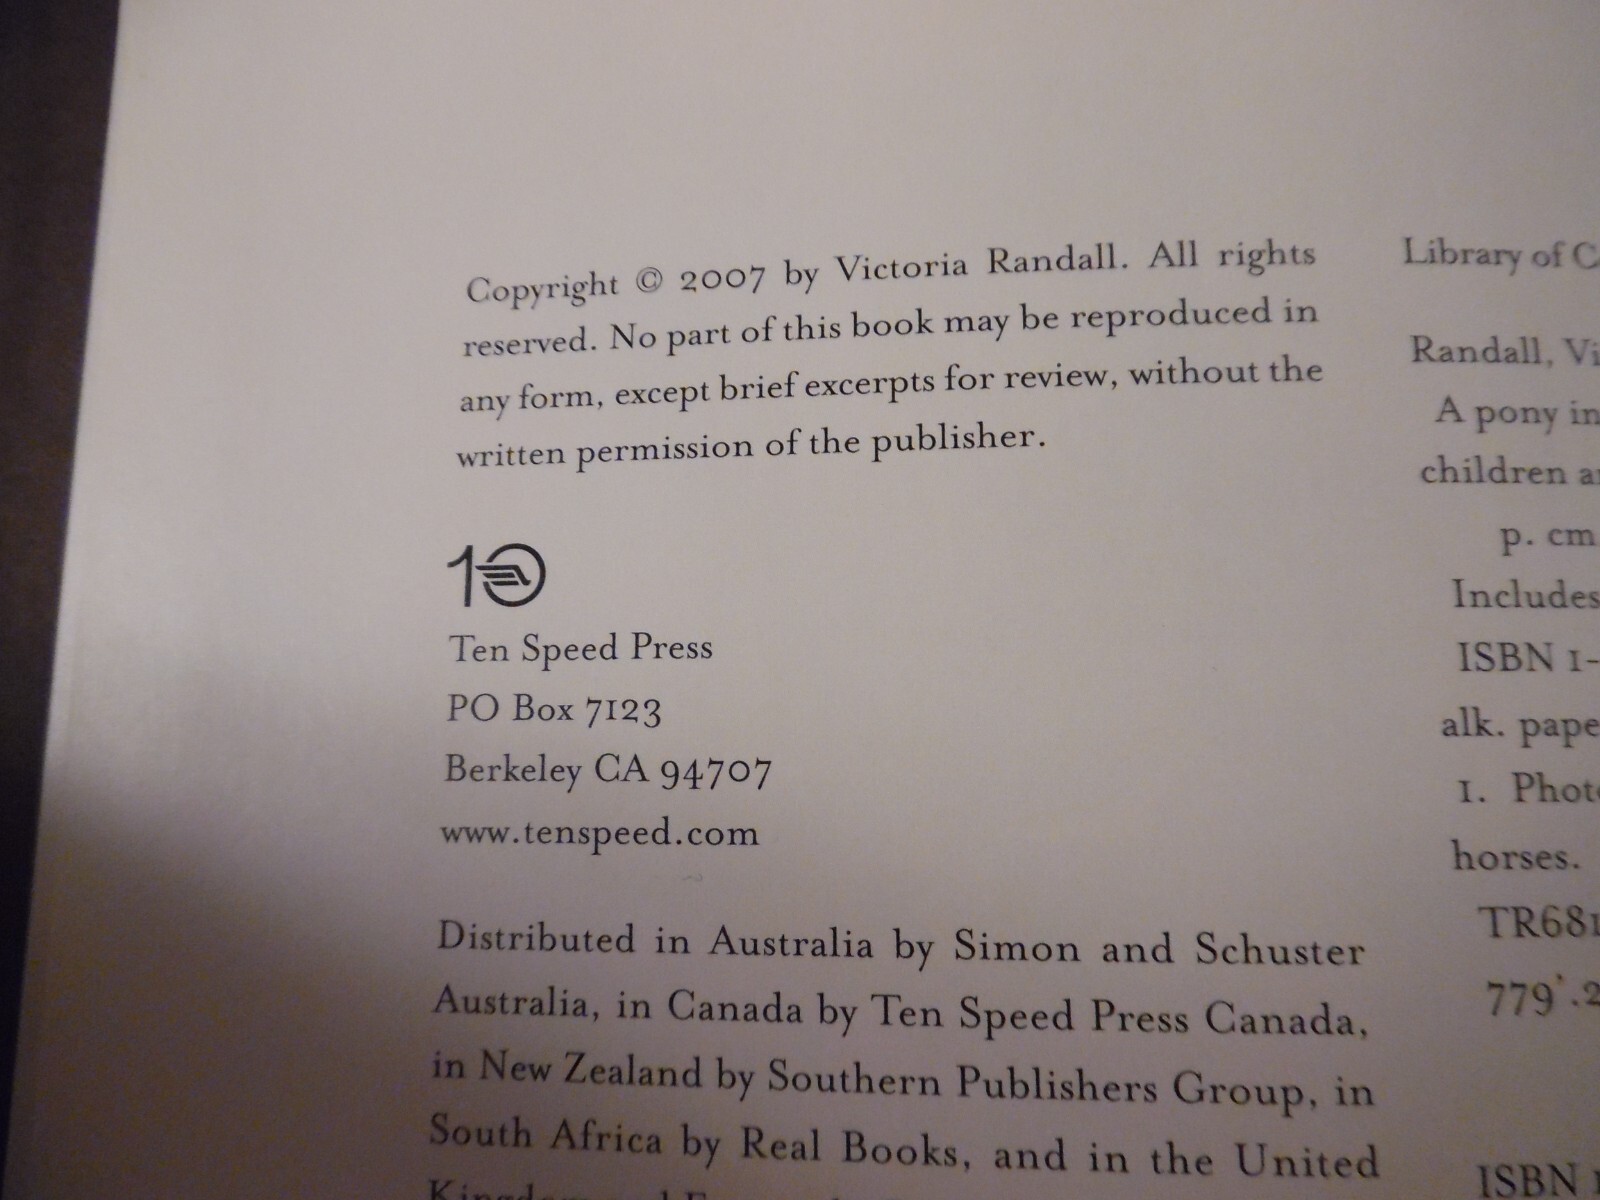 Copyright © 2007 by Victoria Randall. All rights
reserved. No part of this book may be reproduced in
any form, except brief excerpts for review, without the
written permission of the publisher.
10
Ten Speed Press
PO Box 7123
Berkeley CA 94707
www.tenspeed.com
Distributed in Australia by Simon and Schuster
Australia, in Canada by Ten Speed Press Canada,
in New Zealand by Southern Publishers Group, in
South Africa by Real Books, and in the United
Library of
Randall,
A pony in
children
p. cm
Includes
ISBN 1-
alk.
1.
horses.
TR681
779'.2
ISBN